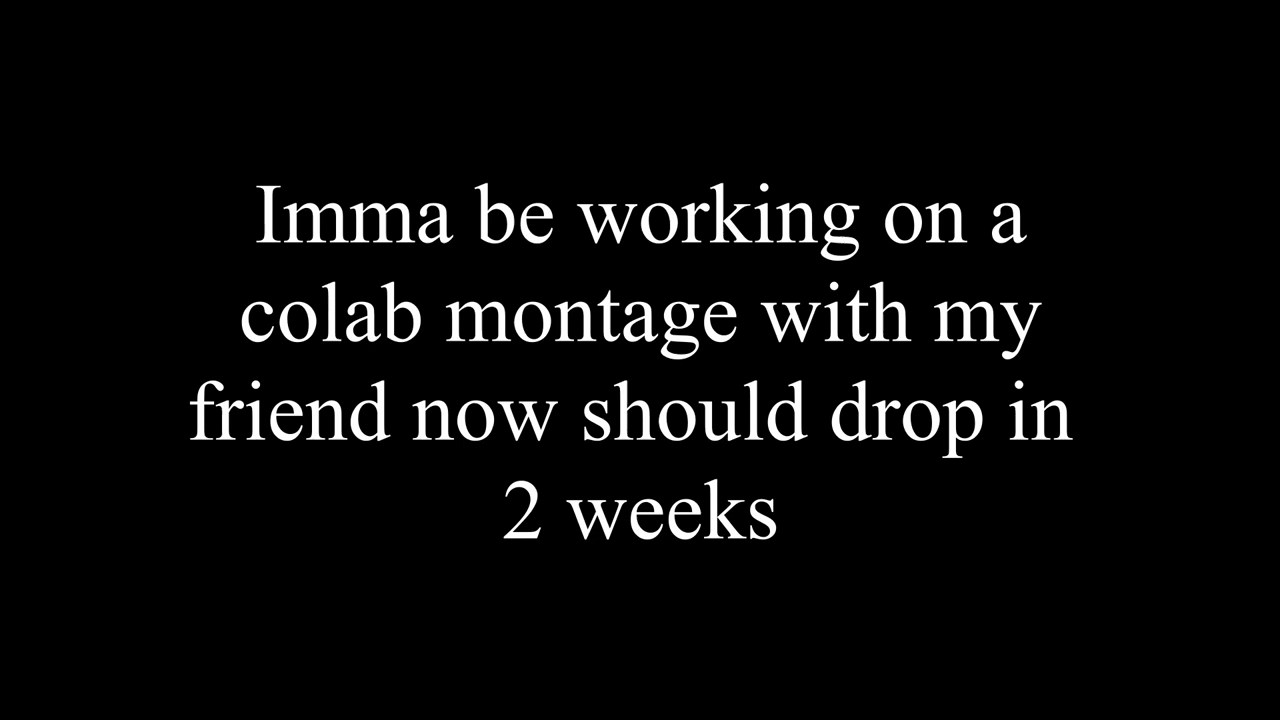 Imma be working on a
colab montage with my
friend now should drop in
2 weeks